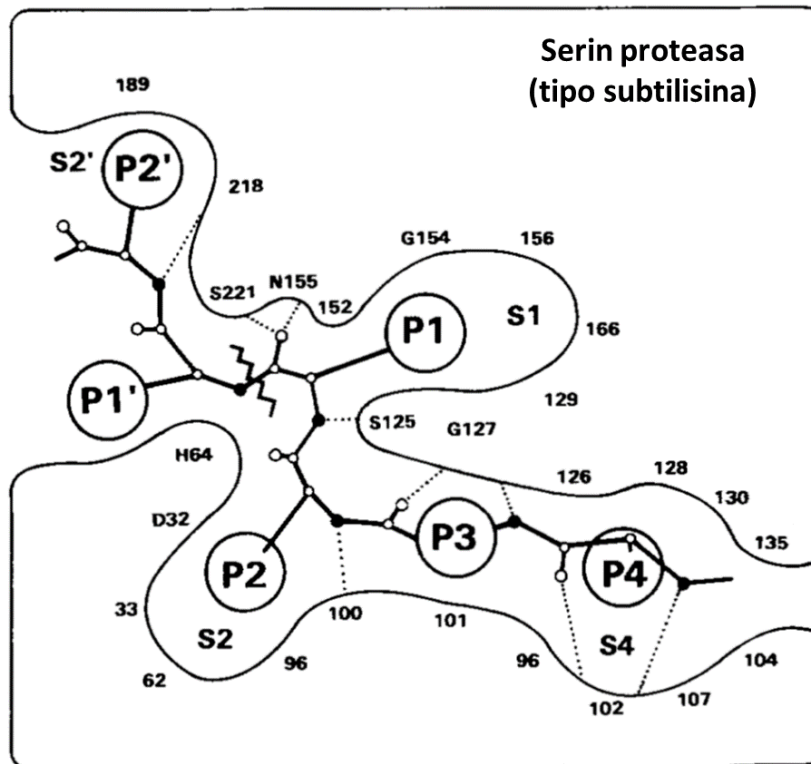 Serin proteasa
(tipo subtilisina)
189
S2'
P2'
218
G154
156
S221
N155
152
P1
S1
166
P1'
129
S125
G127
H64
126
128
130
D32
P3
135
P2
P4
33
100
101
S2
96
96
S4
104
62
102
107